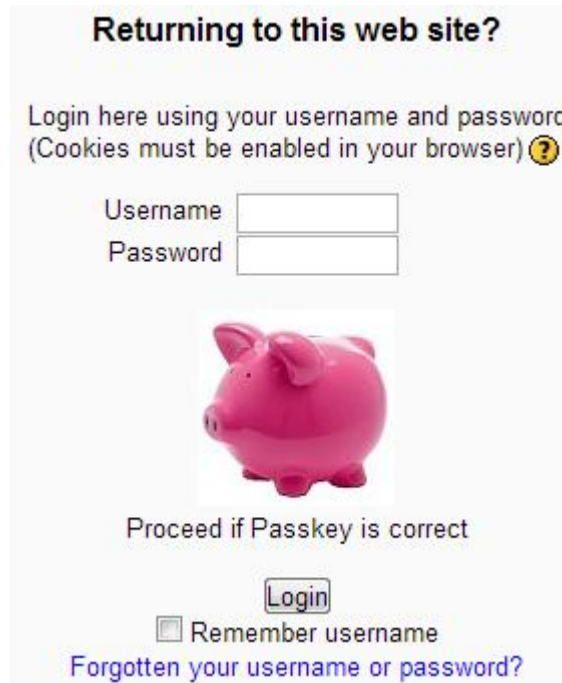 Returning to this web site?
Login here using your username and password
(Cookies must be enabled in your browser) ?
Username
Password
Proceed if Passkey is correct
Login
Remember username
Forgotten your username or password?